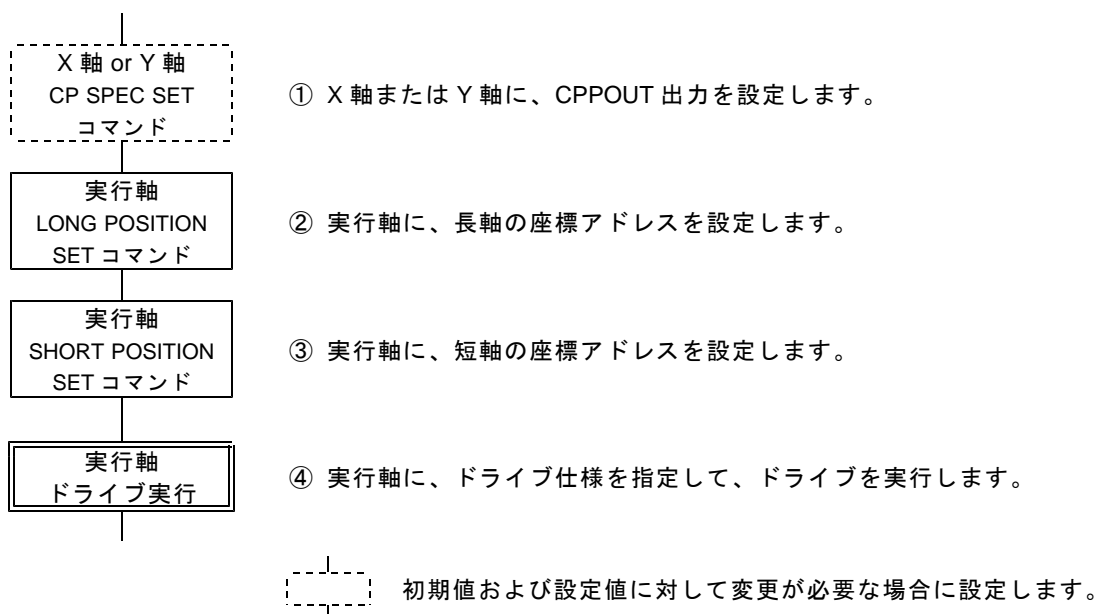 X 軸 or Y 軸
CP SPEC SET
コマンド
① X 軸または Y 軸に、CPPOUT 出力を設定します。
実行軸
LONG POSITION
SET コマンド
② 実行軸に、長軸の座標アドレスを設定します。
実行軸
SHORT POSITION
SET コマンド
③ 実行軸に、短軸の座標アドレスを設定します。
実行軸
ドライブ実行
④ 実行軸に、ドライブ仕様を指定して、ドライブを実行します。
初期値および設定値に対して変更が必要な場合に設定します。